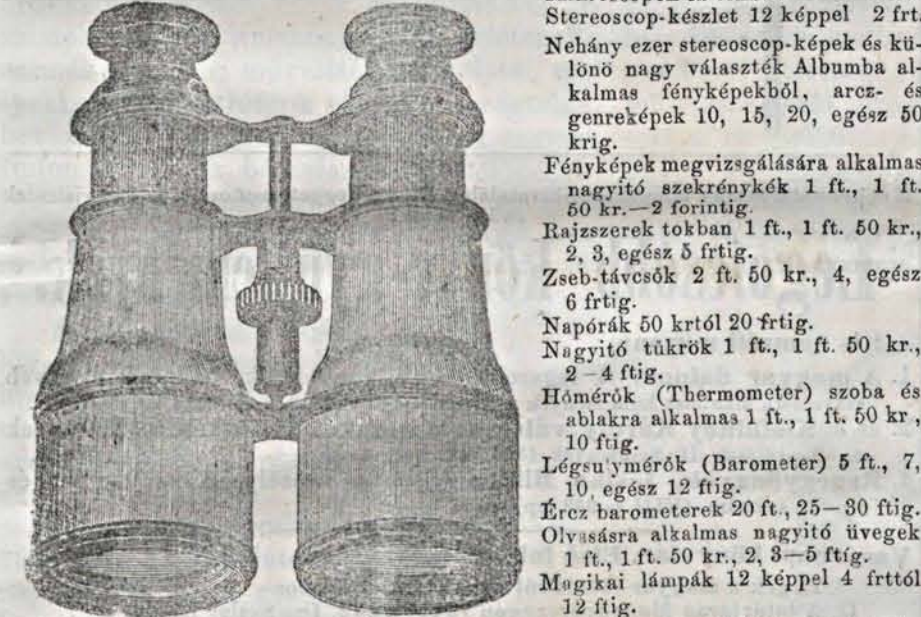 Stereoscop-készlet 12 képpel 2 frt.
Nehány ezer stereoscop-képek és kü-
lönö nagy választék Albumba al-
kalmas fényképekből, arcz- és
genreképek 10, 15, 20, egész 50
krig.
Fényképek megvizsgálására alkalmas
nagyitó szekrénykék 1 ft., 1 ft.
50 kr.—2 forintig.
Rajzszerek tokban 1 ft., 1 ft. 50 kr.,
2, 3, egész 5 frtig.
Zseb-távcsők 2 ft. 50 kr., 4, egész
6 frtig.
Napórák 50 krtól 20 frtig.
Nagyitó tükrök 1 ft., 1 ft. 50 kr.,
2—4 ftig.
Hőmérők (Thermometer) szoba és
ablakra alkalmas 1 ft., 1 ft. 50 kr.,
10 ftig.
Légsulymérők (Barometer) 5 ft., 7,
10, egész 12 ftig.
Ércz barometerek 20 ft., 25—30 ftig.
Olvasásra alkalmas nagyitó üvegek
1 ft., 1 ft. 50 kr., 2, 3—5 ftig.
Magikai lámpák 12 képpel 4 frttól
12 ftig.